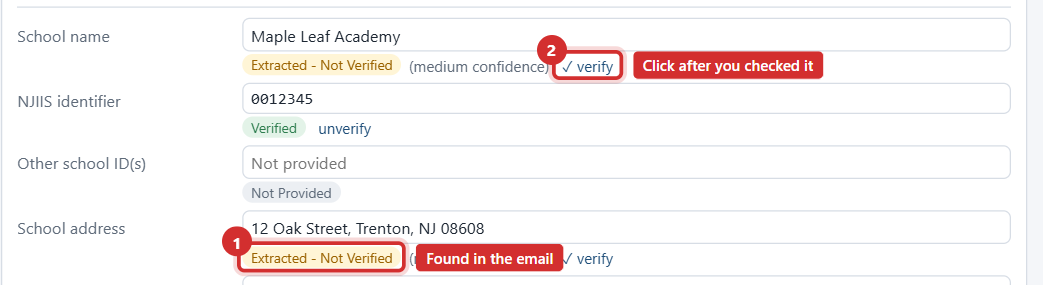 School name
Maple Leaf Academy
2
Extracted - Not Verified (medium confidence) ✓ verify Click after you checked it
NJIIS identifier
0012345
Verified unverify
Other school ID(s)
Not provided
Not Provided
School address
12 Oak Street, Trenton, NJ 08608
1
Extracted - Not Verified Found in the email ✓ verify